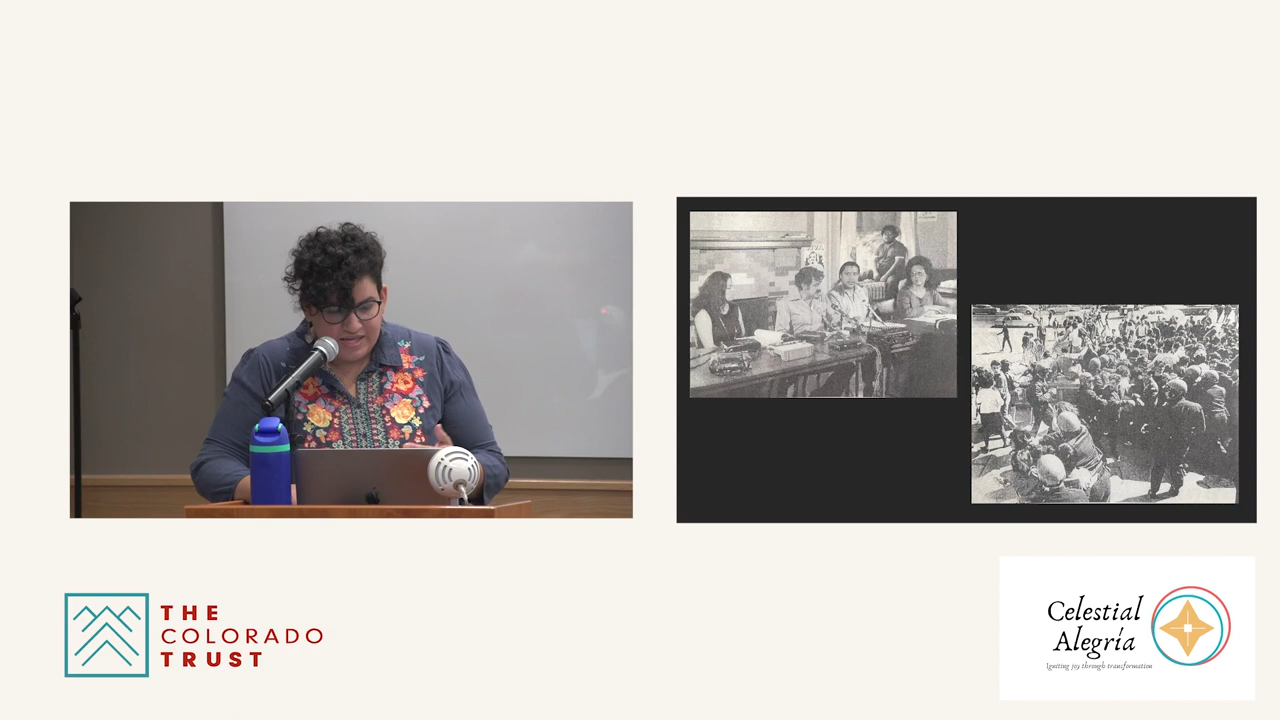 THE
COLORADO
TRUST
Celestial
Alegría
Igniting joy through transformation